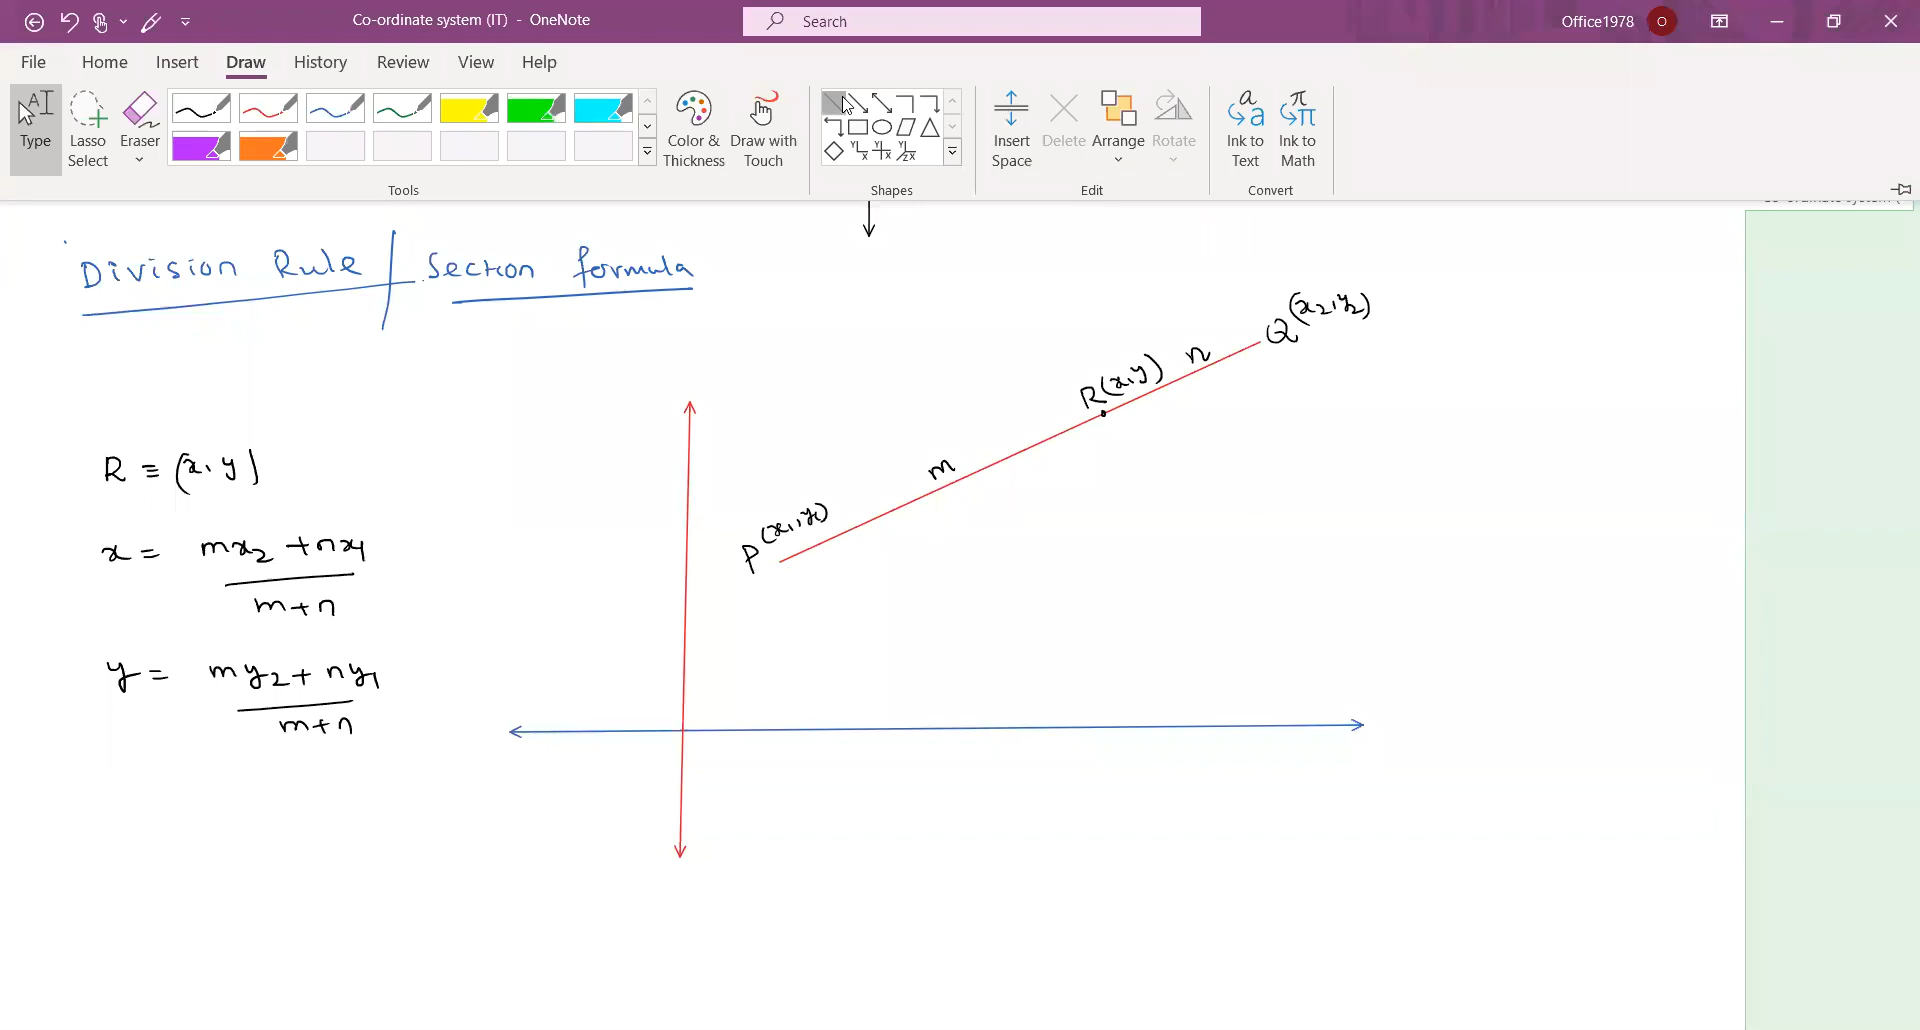 Co-ordinate system (IT) - OneNote
Search
Office1978
O
File Home Insert Draw History Review View Help
Type
Lasso Select
Eraser
Color & Thickness
Draw with Touch
Insert Space
Delete
Arrange
Rotate
Ink to Text
Ink to Math
Tools
Shapes
Edit
Convert
Division Rule / Section formula
Q(x₂,y₂)
R(x,y) n
m
P(x₁,y₁)
R ≡ (x, y)
x = mx₂ + nx₁
m+n
y = my₂ + ny₁
m+n